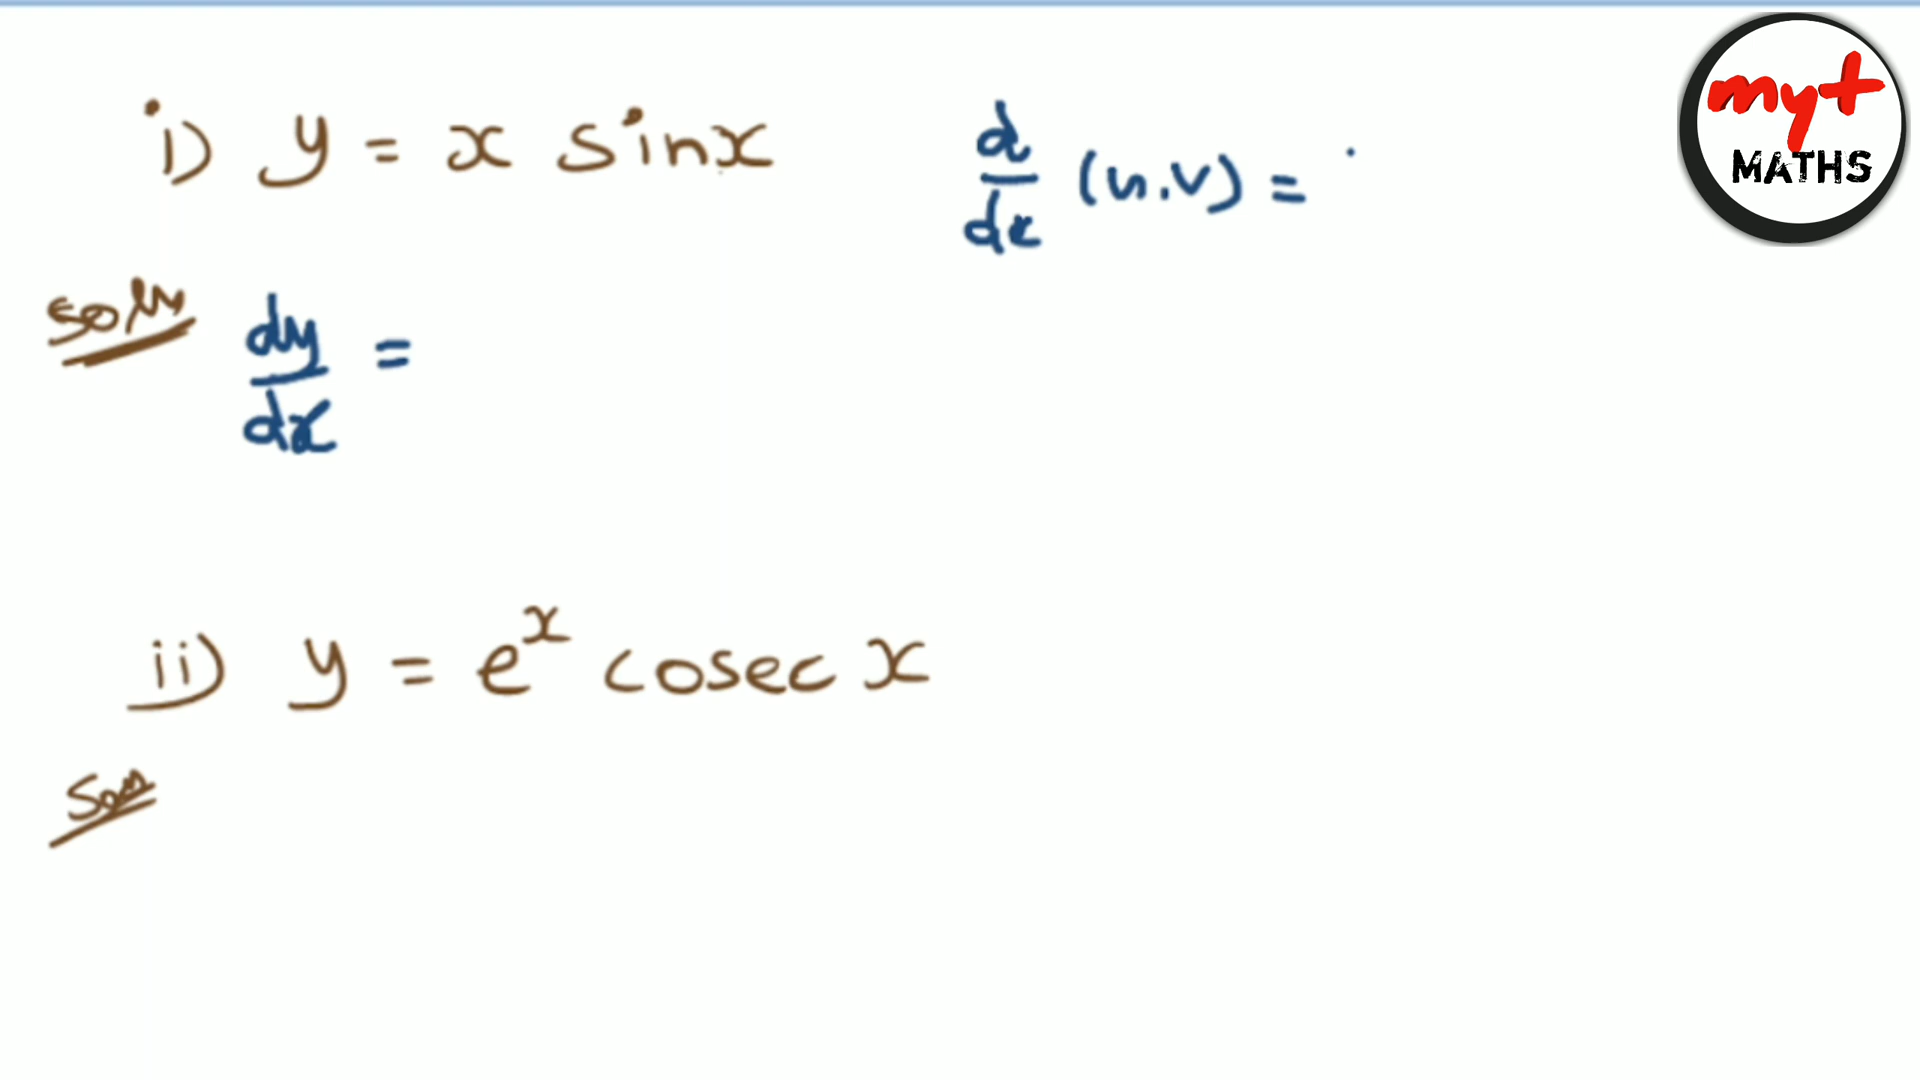 i) y = x sinx
d/dx (u.v) =
Soln
dy/dx =
ii) y = e^x cosec x
Soln
my+
MATHS